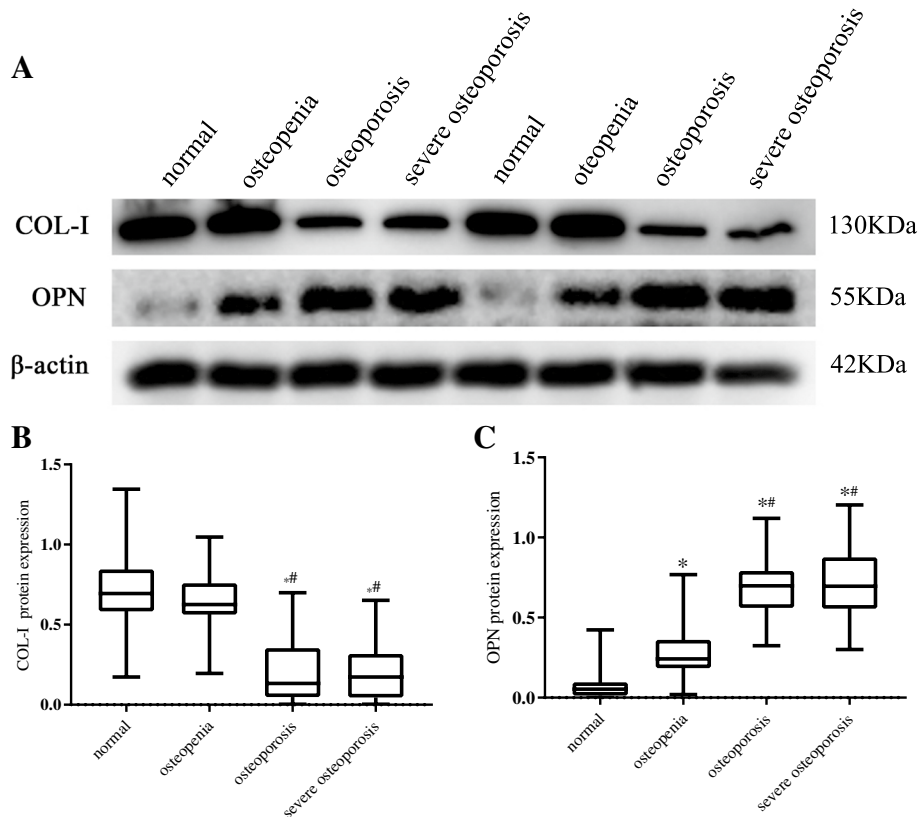 A
normal
osteopenia
osteoporosis
severe osteoporosis
normal
oteopenia
osteoporosis
severe osteoporosis
COL-I
130KDa
OPN
55KDa
β-actin
42KDa
B
COL-I protein expression
1.5
1.0
0.5
0.0
*#
*#
normal
osteopenia
osteoporosis
severe osteoporosis
C
OPN protein expression
1.5
1.0
0.5
0.0
*
*#
*#
normal
osteopenia
osteoporosis
severe osteoporosis